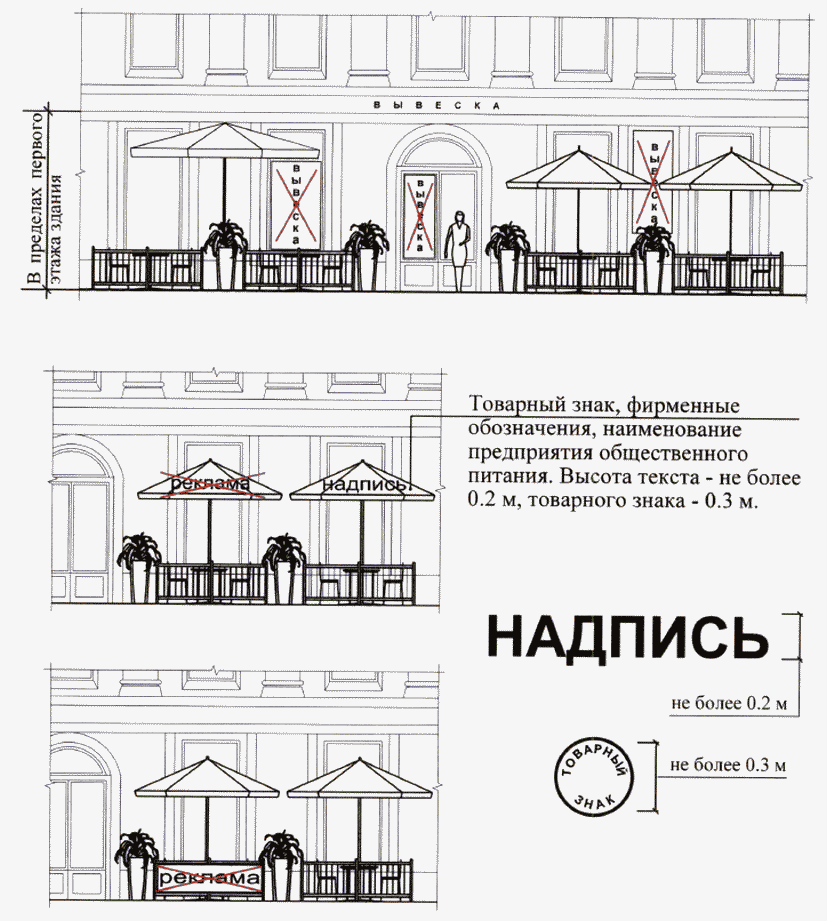 ВЫВЕСКА
В пределах первого
этажа здания
вывеска
вывеска
вывеска
Товарный знак, фирменные
обозначения, наименование
предприятия общественного
питания. Высота текста - не более
0.2 м, товарного знака - 0.3 м.
реклама
надпись
НАДПИСЬ
не более 0.2 м
ТОВАРНЫЙ
ЗНАК
не более 0.3 м
реклама